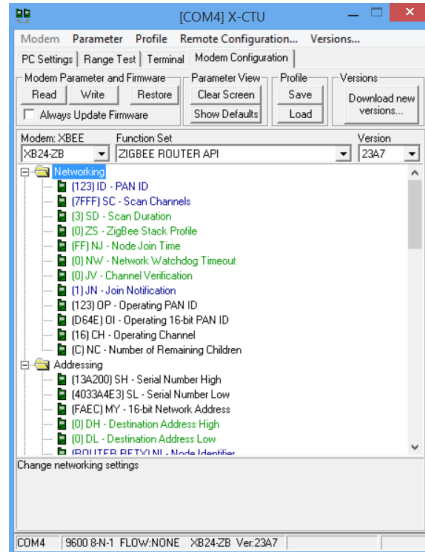 [COM4] X-CTU
Modem Parameter Profile Remote Configuration... Versions...
PC Settings Range Test Terminal Modem Configuration
Modem Parameter and Firmware Parameter View Profile Versions
Read Write Restore Clear Screen Save Download new versions...
Always Update Firmware Show Defaults Load
Modem: XBEE Function Set Version
XB24-ZB ZIGBEE ROUTER API 23A7
Networking
(123) ID - PAN ID
(7FFF) SC - Scan Channels
(3) SD - Scan Duration
(0) ZS - ZigBee Stack Profile
(FF) NJ - Node Join Time
(0) NW - Network Watchdog Timeout
(0) JV - Channel Verification
(1) JN - Join Notification
(123) OP - Operating PAN ID
(D64E) OI - Operating 16-bit PAN ID
(16) CH - Operating Channel
(C) NC - Number of Remaining Children
Addressing
(13A200) SH - Serial Number High
(4033A4E3) SL - Serial Number Low
(FAEC) MY - 16-bit Network Address
(0) DH - Destination Address High
(0) DL - Destination Address Low
(ROUTER RETX) NI - Node Identifier
Change networking settings
COM4 9600 8-N-1 FLOW:NONE XB24-ZB Ver:23A7